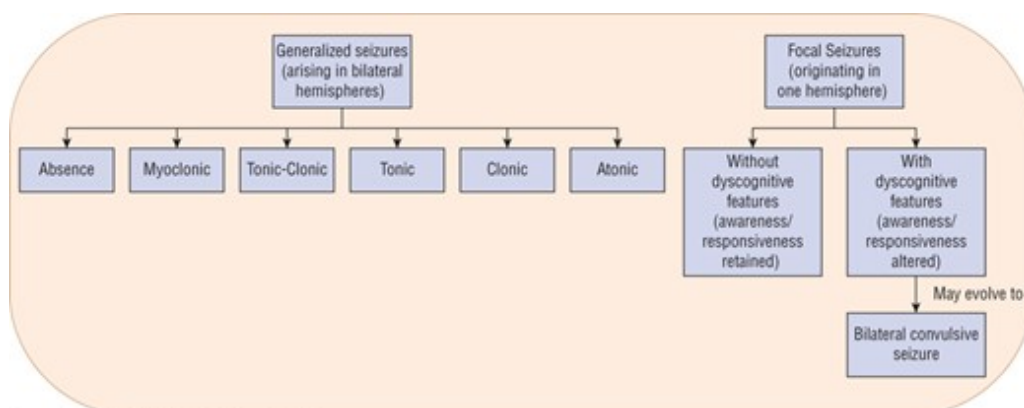 Generalized seizures
(arising in bilateral
hemispheres)
Focal Seizures
(originating in
one hemisphere)
Absence
Myoclonic
Tonic-Clonic
Tonic
Clonic
Atonic
Without
dyscognitive
features
(awareness/
responsiveness
retained)
With
dyscognitive
features
(awareness/
responsiveness
altered)
May evolve to
Bilateral convulsive
seizure